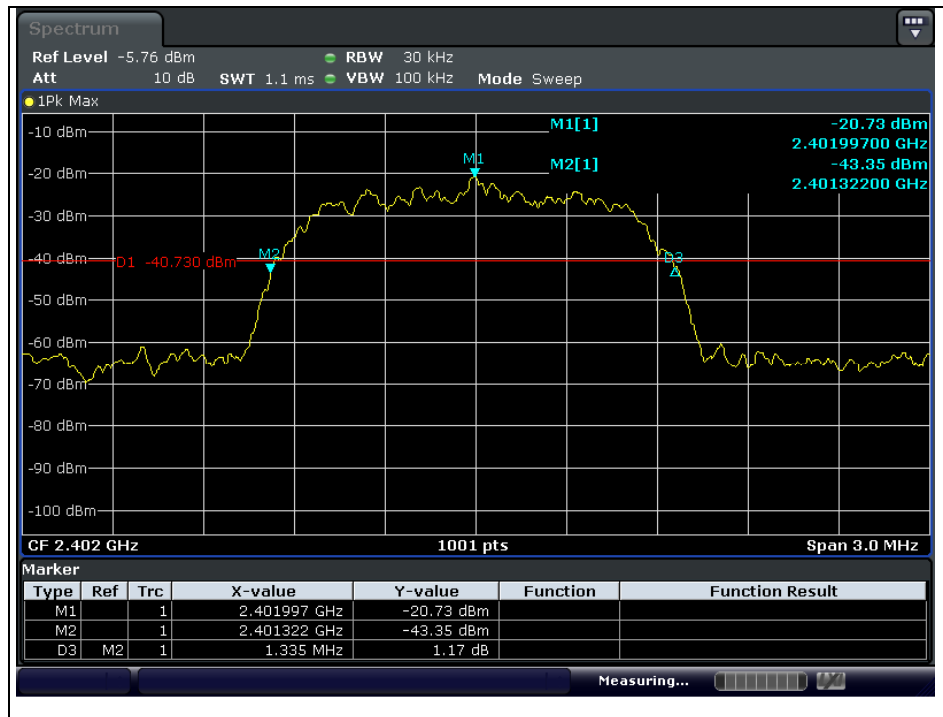 Spectrum
Ref Level -5.76 dBm RBW 30 kHz
Att 10 dB SWT 1.1 ms VBW 100 kHz Mode Sweep
1Pk Max
M1[1] -20.73 dBm
2.40199700 GHz
M2[1] -43.35 dBm
2.40132200 GHz
-10 dBm
-20 dBm
M1
-30 dBm
-40 dBm
D1 -40.730 dBm
M2
D3
-50 dBm
-60 dBm
-70 dBm
-80 dBm
-90 dBm
-100 dBm
CF 2.402 GHz 1001 pts Span 3.0 MHz
Marker
Type Ref Trc X-value Y-value Function Function Result
M1 1 2.401997 GHz -20.73 dBm
M2 1 2.401322 GHz -43.35 dBm
D3 M2 1 1.335 MHz 1.17 dB
Measuring...